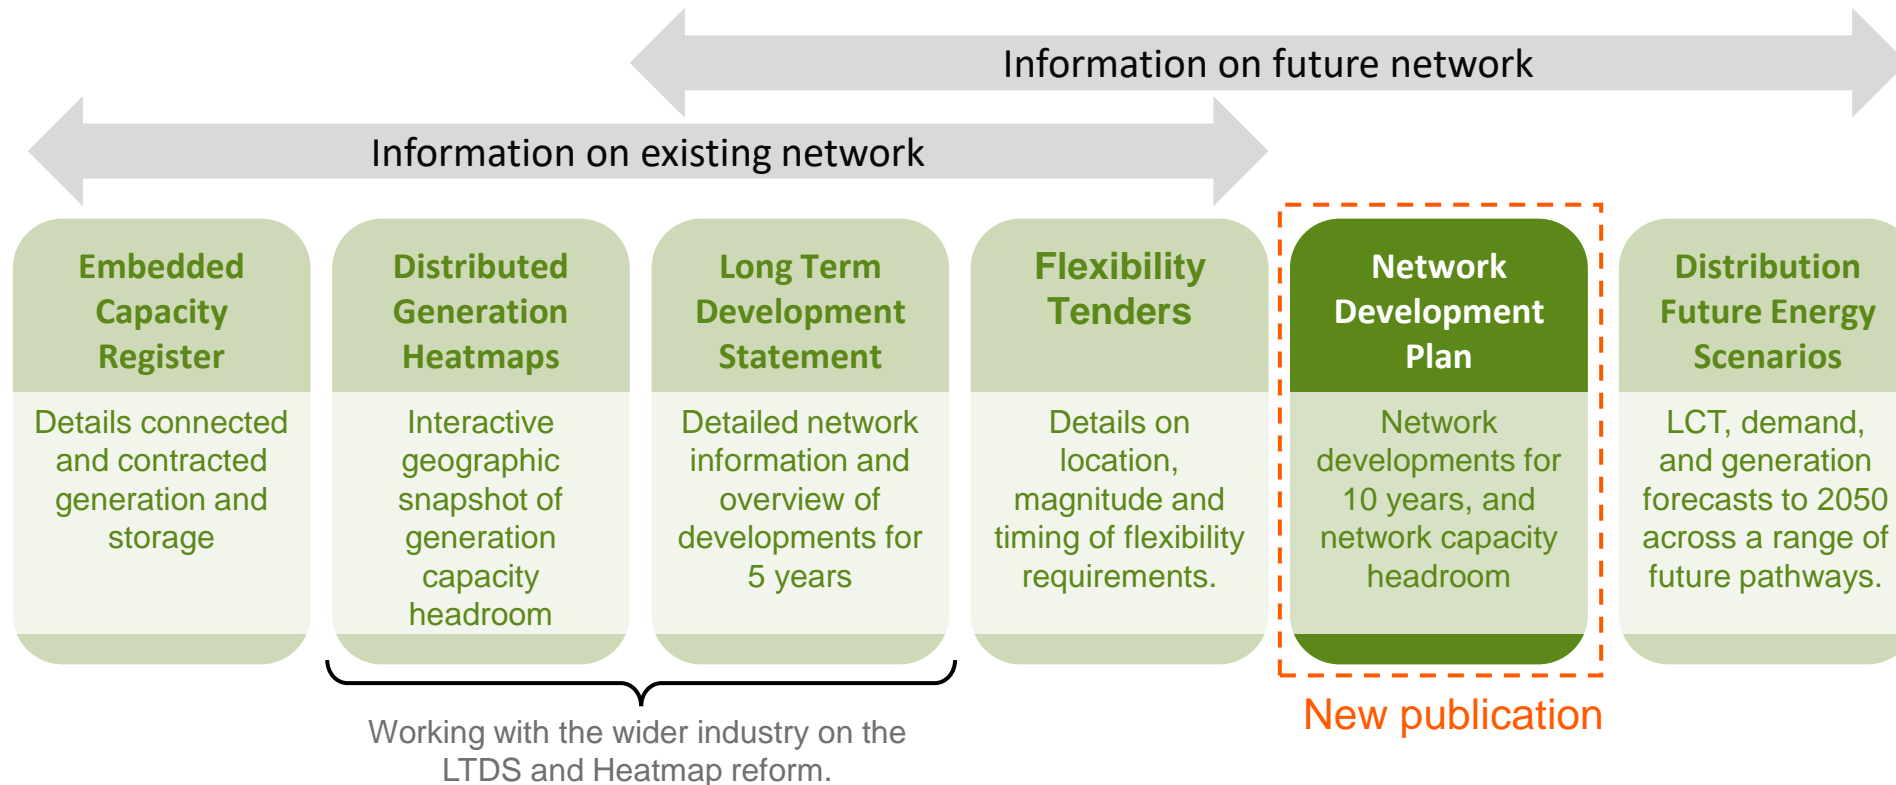 Information on future network
Information on existing network
Embedded
Capacity
Register
Details connected
and contracted
generation and
storage
Distributed
Generation
Heatmaps
Interactive
geographic
snapshot of
generation
capacity
headroom
Long Term
Development
Statement
Detailed network
information and
overview of
developments for
5 years
Flexibility
Tenders
Details on
location,
magnitude and
timing of flexibility
requirements.
Network
Development
Plan
Network
developments for
10 years, and
network capacity
headroom
Distribution
Future Energy
Scenarios
LCT, demand,
and generation
forecasts to 2050
across a range of
future pathways.
Working with the wider industry on the
LTDS and Heatmap reform.
New publication